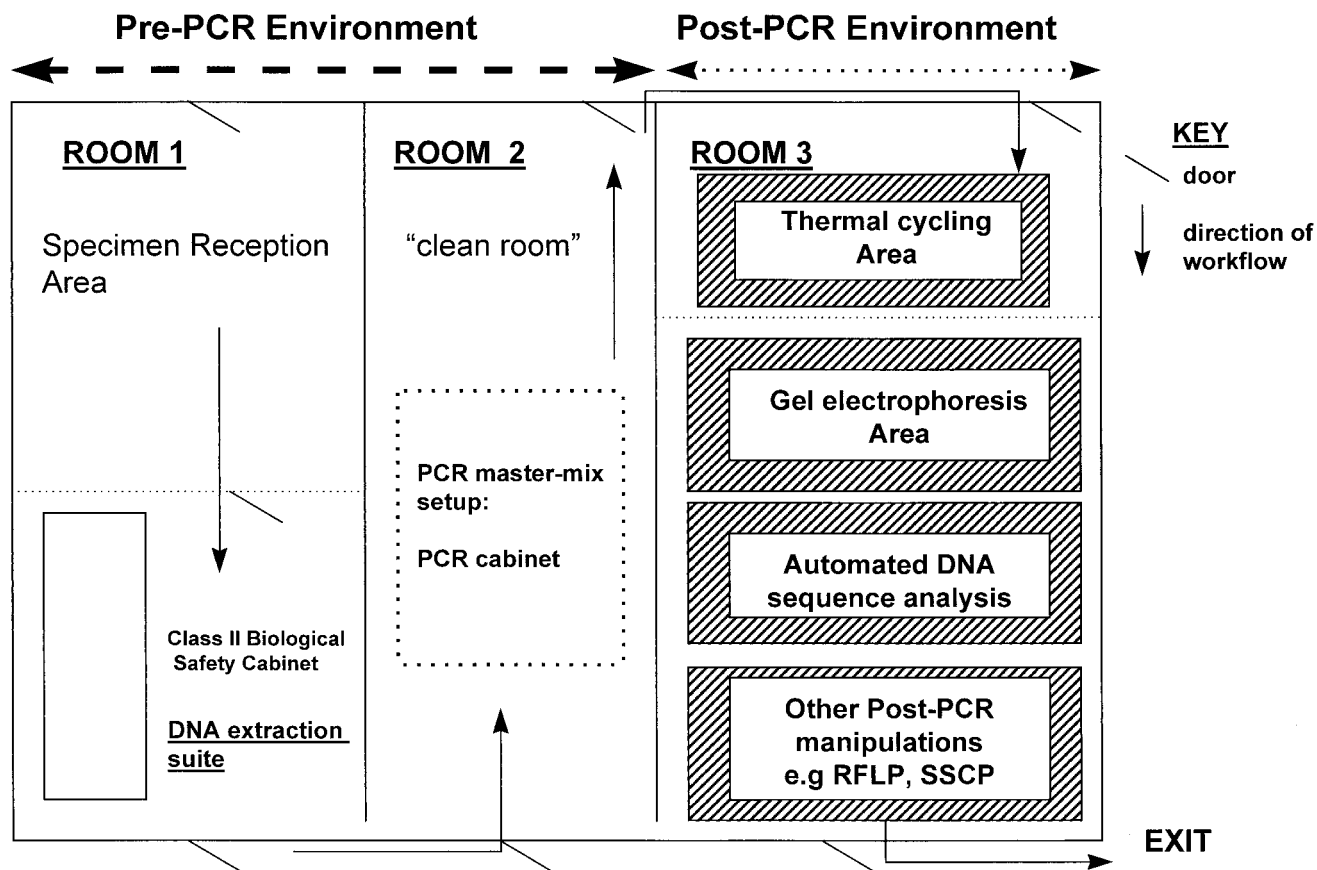 Pre-PCR Environment
Post-PCR Environment
ROOM 1
Specimen Reception
Area
Class II Biological
Safety Cabinet
DNA extraction
suite
ROOM 2
“clean room”
PCR master-mix
setup:
PCR cabinet
ROOM 3
Thermal cycling
Area
Gel electrophoresis
Area
Automated DNA
sequence analysis
Other Post-PCR
manipulations
e.g RFLP, SSCP
EXIT
KEY
door
direction of
workflow